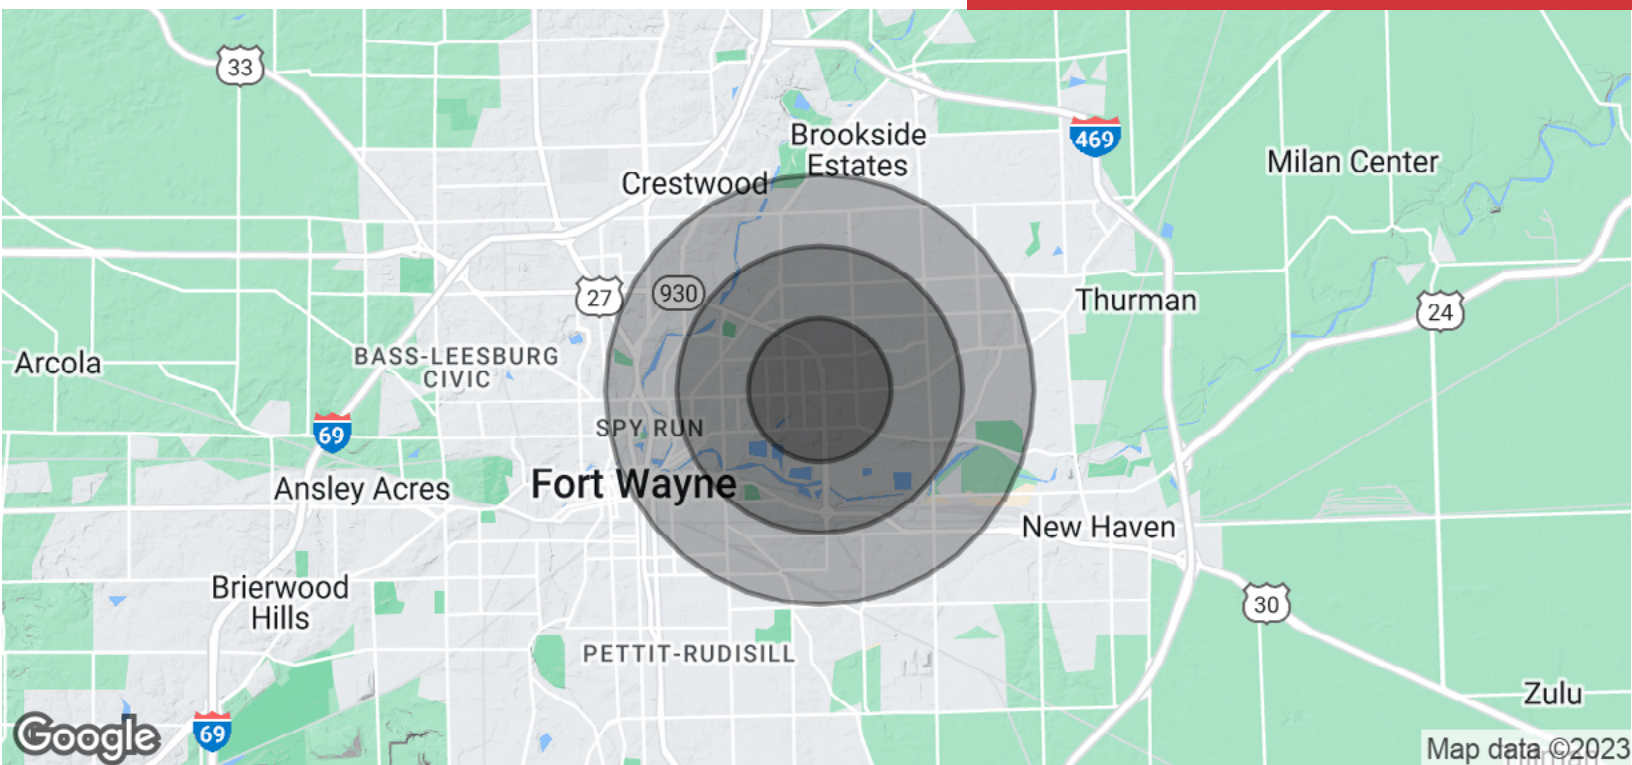 33
Brookside
Estates
469
Milan Center
Crestwood
27
930
Thurman
24
Arcola
BASS-LEESBURG
CIVIC
69
SPY RUN
Fort Wayne
Ansley Acres
New Haven
Brierwood
Hills
30
PETTIT-RUDISILL
Zulu
69
Google
Map data ©2023